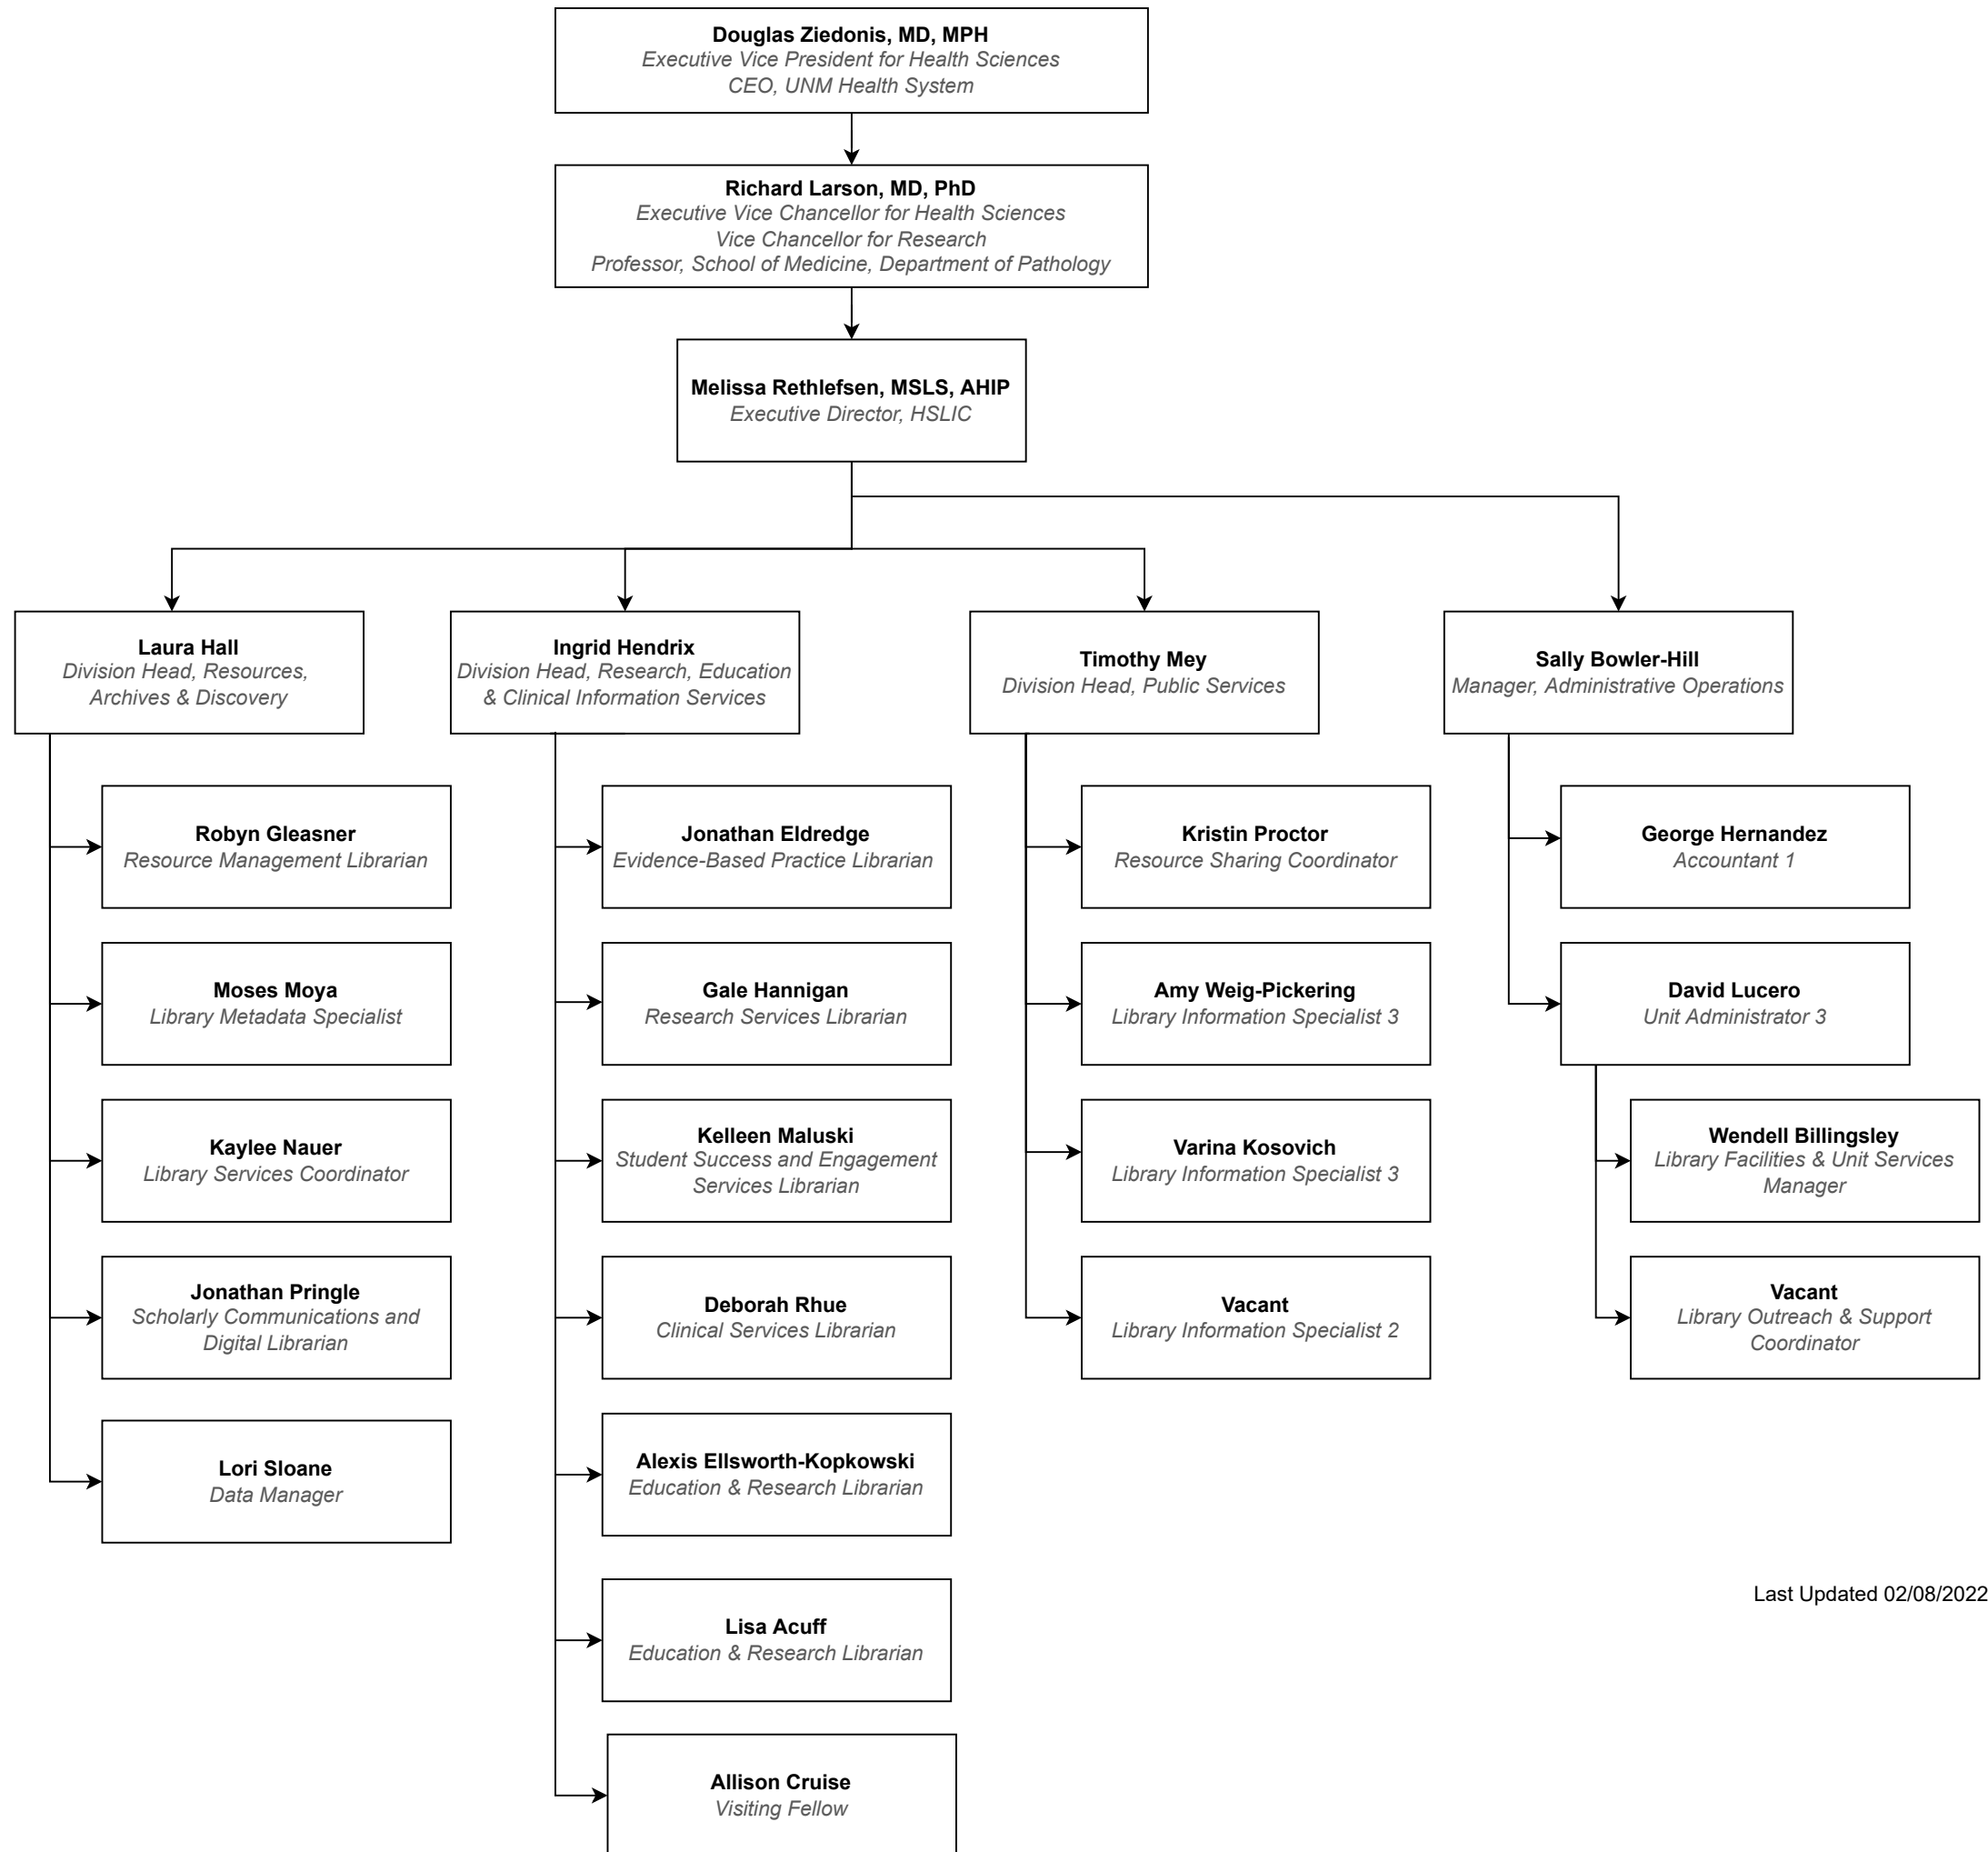 Douglas Ziedonis, MD, MPH
Executive Vice President for Health Sciences
CEO, UNM Health System
Richard Larson, MD, PhD
Executive Vice Chancellor for Health Sciences
Vice Chancellor for Research
Professor, School of Medicine, Department of Pathology
Melissa Rethlefsen, MSLS, AHIP
Executive Director, HSLIC
Laura Hall
Division Head, Resources,
Archives & Discovery
Robyn Gleasner
Resource Management Librarian
Moses Moya
Library Metadata Specialist
Kaylee Nauer
Library Services Coordinator
Jonathan Pringle
Scholarly Communications and
Digital Librarian
Lori Sloane
Data Manager
Ingrid Hendrix
Division Head, Research, Education
& Clinical Information Services
Jonathan Eldredge
Evidence-Based Practice Librarian
Gale Hannigan
Research Services Librarian
Kelleen Maluski
Student Success and Engagement
Services Librarian
Deborah Rhue
Clinical Services Librarian
Alexis Ellsworth-Kopkowski
Education & Research Librarian
Lisa Acuff
Education & Research Librarian
Allison Cruise
Visiting Fellow
Timothy Mey
Division Head, Public Services
Kristin Proctor
Resource Sharing Coordinator
Amy Weig-Pickering
Library Information Specialist 3
Varina Kosovich
Library Information Specialist 3
Vacant
Library Information Specialist 2
Sally Bowler-Hill
Manager, Administrative Operations
George Hernandez
Accountant 1
David Lucero
Unit Administrator 3
Wendell Billingsley
Library Facilities & Unit Services
Manager
Vacant
Library Outreach & Support
Coordinator
Last Updated 02/08/2022